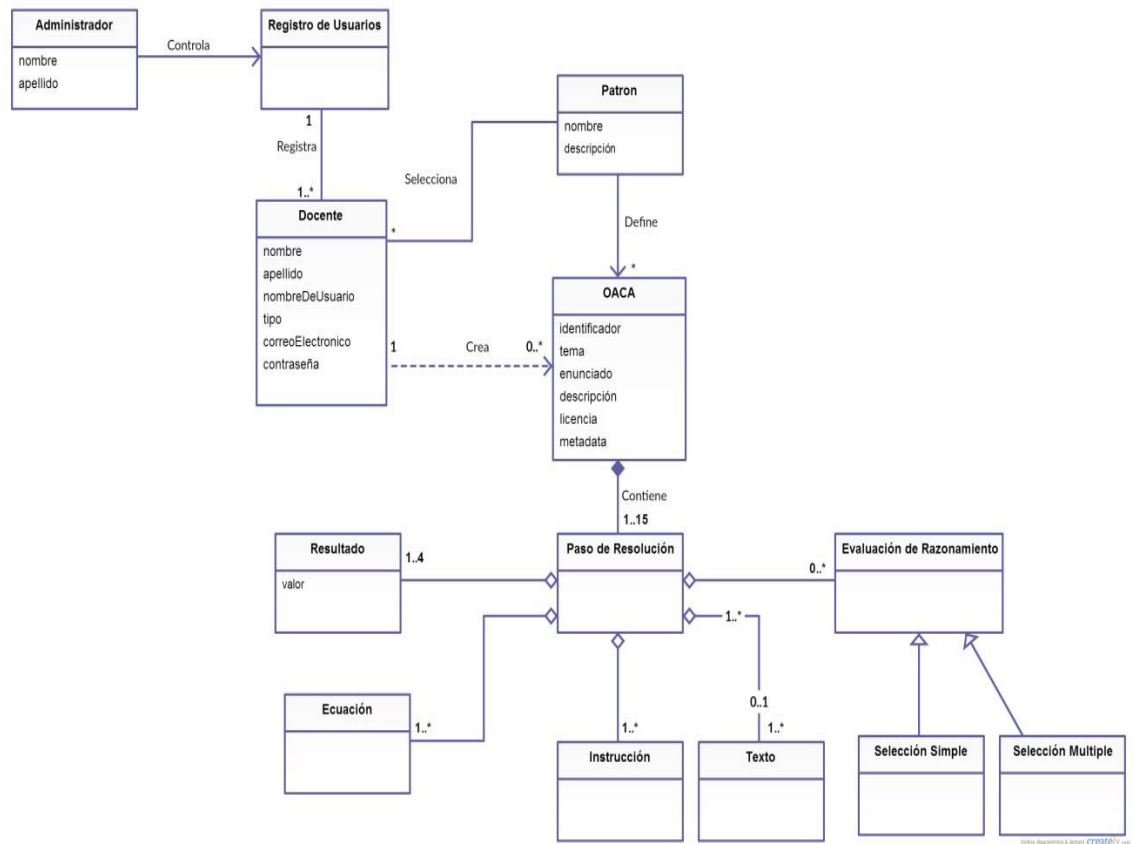 Administrador
nombre
apellido
Controla
Registro de Usuarios
1
Registra
1..*
Docente
nombre
apellido
nombreDeUsuario
tipo
correoElectronico
contraseña
*
Selecciona
Patron
nombre
descripción
Define
*
1
Crea
0..*
OACA
identificador
tema
enunciado
descripción
licencia
metadata
Contiene
1..15
Resultado
valor
1..4
Paso de Resolución
0..*
Evaluación de Razonamiento
1..*
0..1
Ecuación
1..*
1..*
Instrucción
1..*
Texto
Selección Simple
Selección Multiple
creately